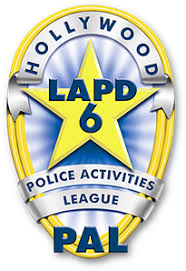 HOLLYWOOD
LAPD
6
POLICE ACTIVITIES
LEAGUE
PAL